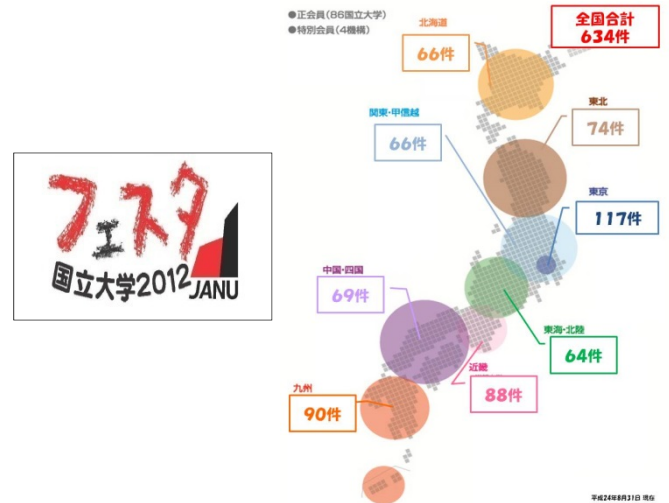 フェスタ
国立大学2012 JANU
●正会員(86国立大学)
●特別会員(4機構)
全国合計
634件
北海道
66件
東北
74件
関東・甲信越
66件
東京
117件
中国・四国
69件
東海・北陸
64件
近畿
88件
九州
90件
平成24年8月31日 現在